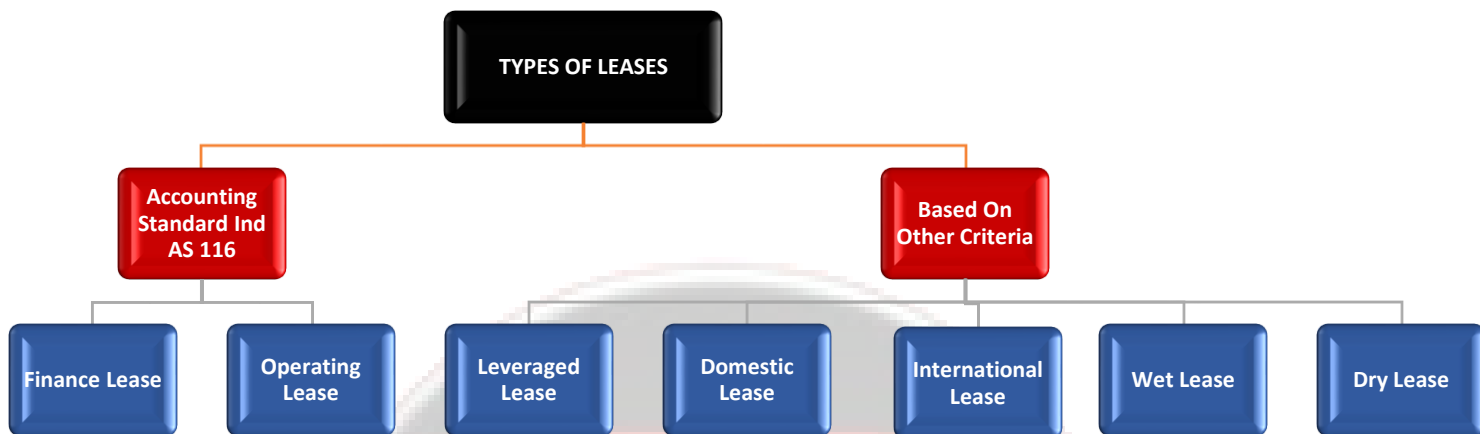 TYPES OF LEASES
Accounting
Standard Ind
AS 116
Based On
Other Criteria
Finance Lease
Operating
Lease
Leveraged
Lease
Domestic
Lease
International
Lease
Wet Lease
Dry Lease